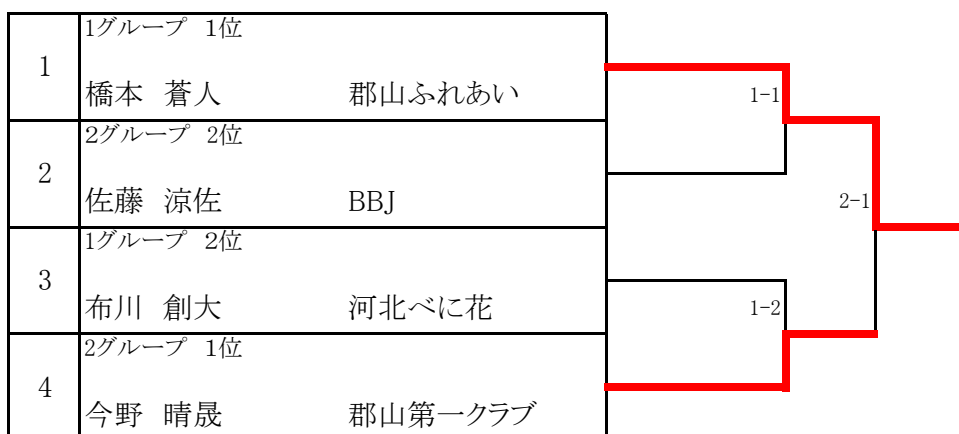 1グループ 1位
1
橋本 蒼人 郡山ふれあい
1-1
2グループ 2位
2
佐藤 涼佐 BBJ
2-1
1グループ 2位
3
布川 創大 河北べに花
1-2
2グループ 1位
4
今野 晴晟 郡山第一クラブ